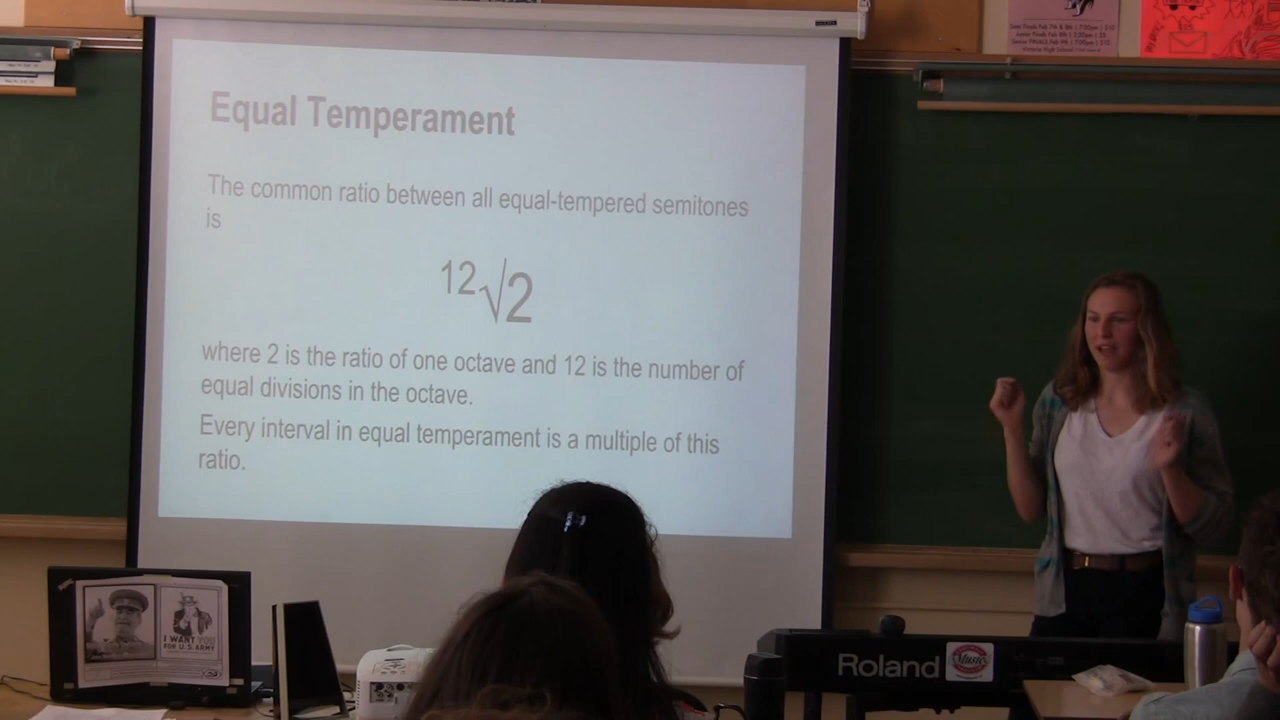 Equal Temperament
The common ratio between all equal-tempered semitones
is
12√2
where 2 is the ratio of one octave and 12 is the number of
equal divisions in the octave.
Every interval in equal temperament is a multiple of this
ratio.
I WANT YOU
FOR U.S. ARMY
Roland
Music